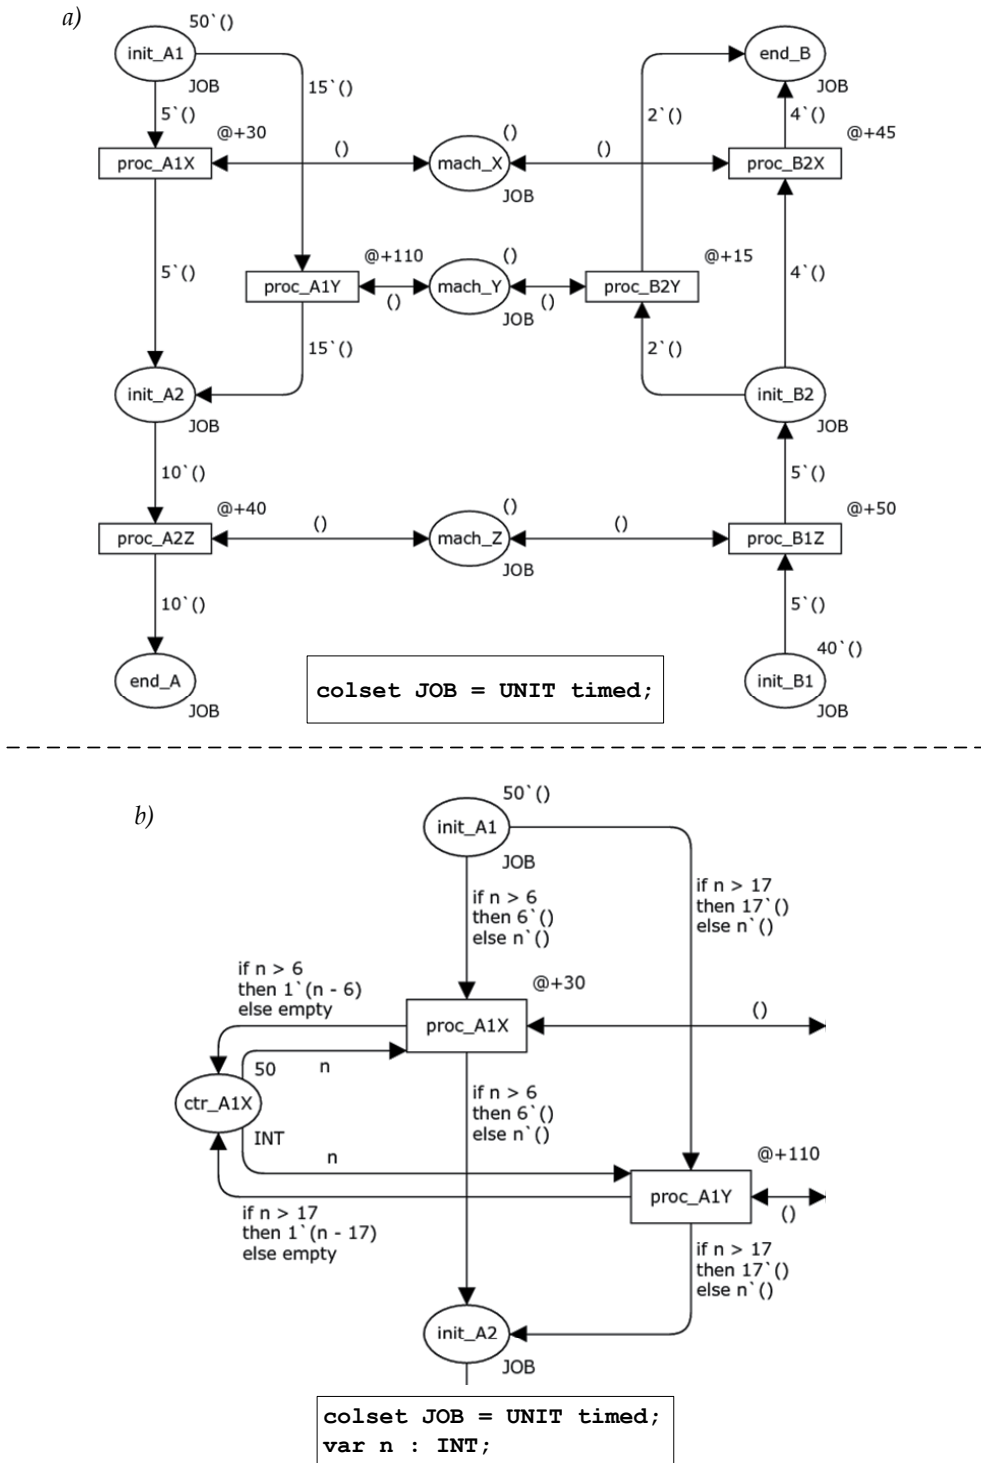 a)
50`()
init_A1
JOB
end_B
JOB
15`()
2`()
5`()
4`()
@+30
()
()
()
@+45
proc_A1X
mach_X
JOB
proc_B2X
5`()
@+110
()
@+15
4`()
proc_A1Y
()
mach_Y
JOB
()
proc_B2Y
15`()
2`()
init_A2
JOB
init_B2
JOB
10`()
5`()
@+40
()
()
()
@+50
proc_A2Z
mach_Z
JOB
proc_B1Z
10`()
5`()
40`()
end_A
JOB
colset JOB = UNIT timed;
init_B1
JOB
b)
50`()
init_A1
JOB
if n > 6
then 6`()
else n`()
if n > 17
then 17`()
else n`()
if n > 6
then 1`(n - 6)
else empty
@+30
proc_A1X
()
50
n
ctr_A1X
INT
if n > 6
then 6`()
else n`()
n
@+110
proc_A1Y
()
if n > 17
then 1`(n - 17)
else empty
if n > 17
then 17`()
else n`()
init_A2
JOB
colset JOB = UNIT timed;
var n : INT;